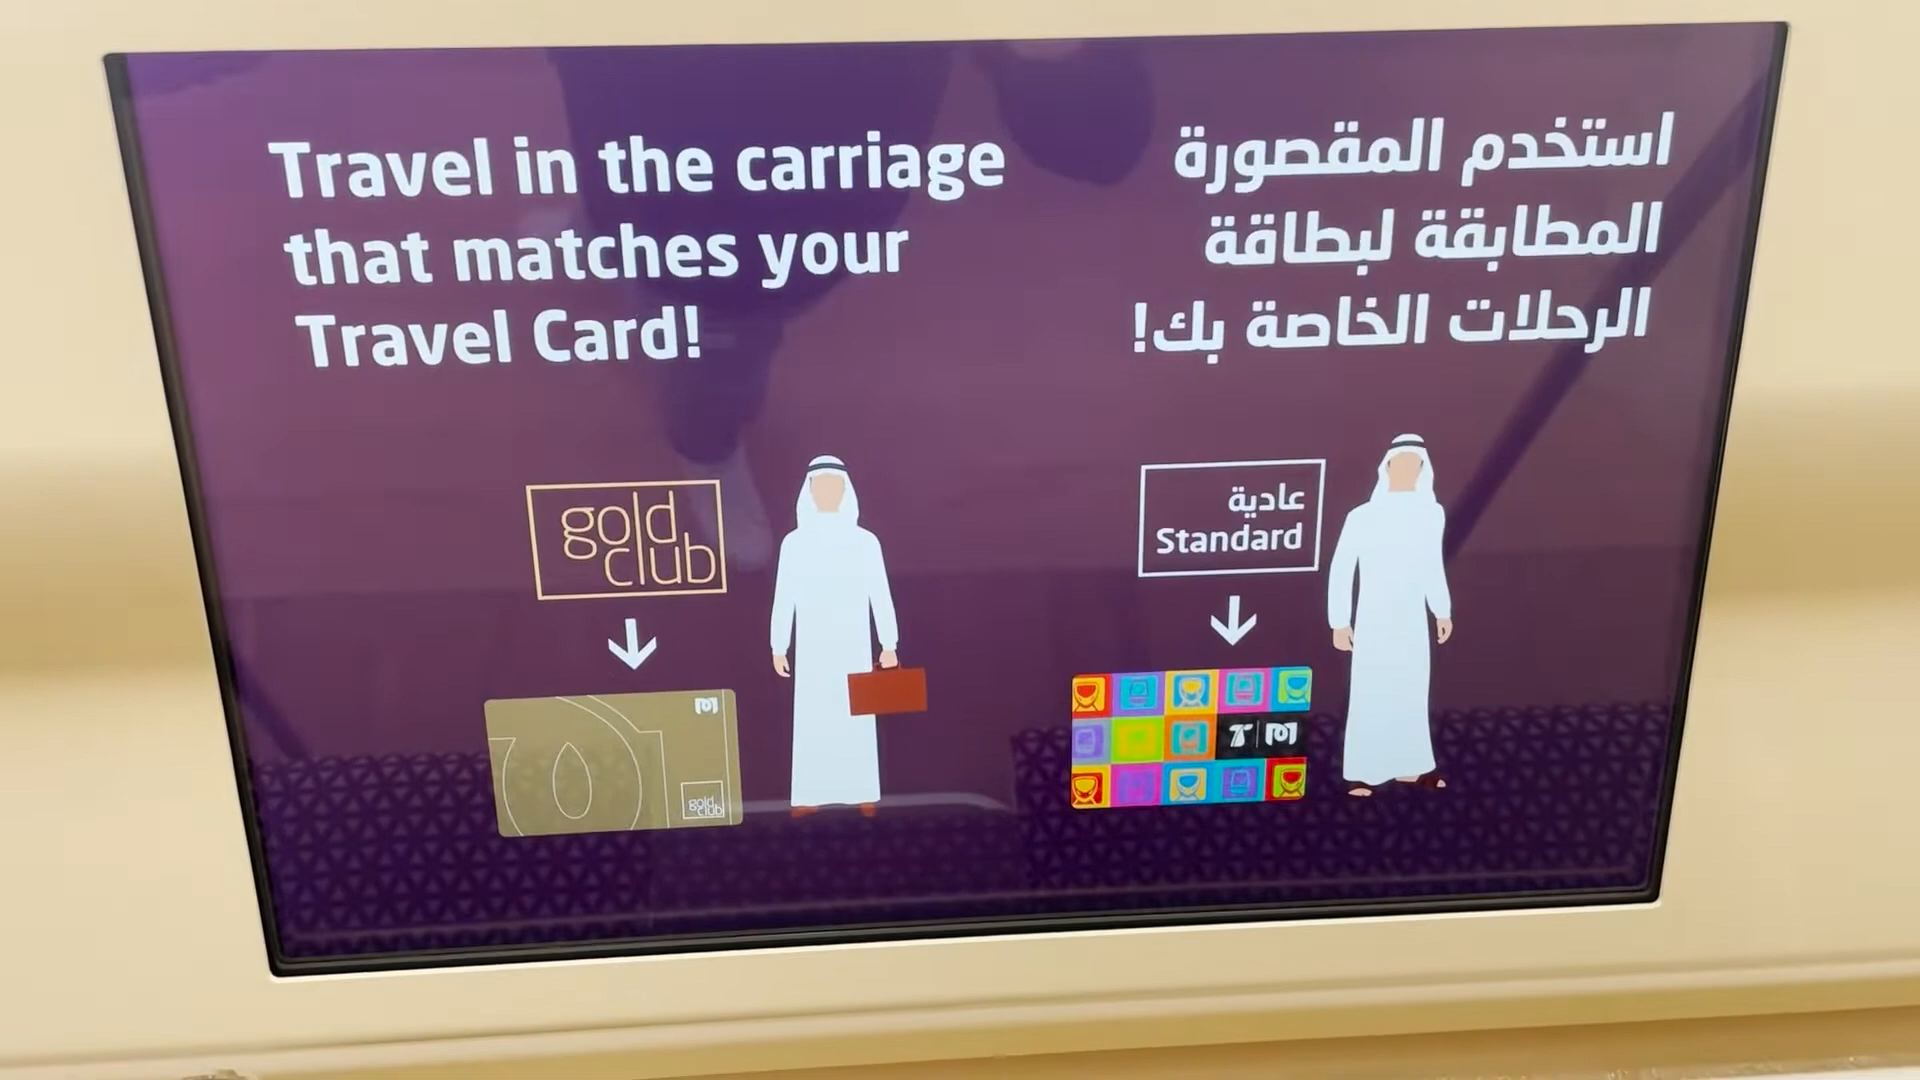 Travel in the carriage
that matches your
Travel Card!
استخدم المقصورة
المطابقة لبطاقة
الرحلات الخاصة بك!
gold
club
عادية
Standard
gold
club